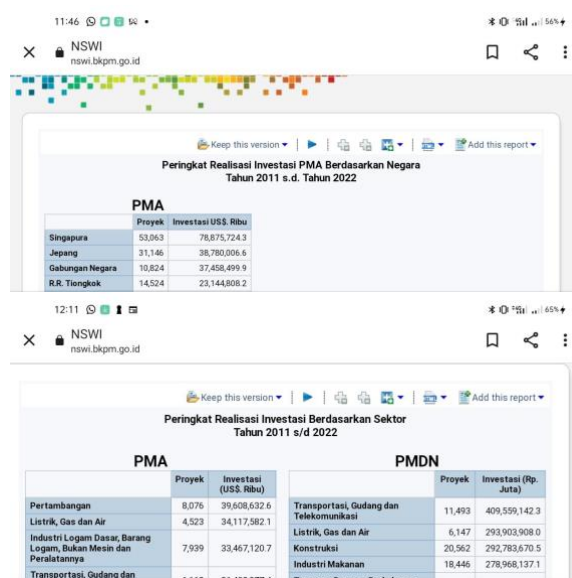 11:46
56%
NSWI
nswi.bkpm.go.id
Keep this version Add this report
Peringkat Realisasi Investasi PMA Berdasarkan Negara
Tahun 2011 s.d. Tahun 2022
PMA
Proyek Investasi US$. Ribu
Singapura 53,063 78,875,724.3
Jepang 31,146 38,780,006.6
Gabungan Negara 10,824 37,458,499.9
R.R. Tiongkok 14,524 23,144,808.2
12:11
65%
NSWI
nswi.bkpm.go.id
Keep this version Add this report
Peringkat Realisasi Investasi Berdasarkan Sektor
Tahun 2011 s/d 2022
PMA
Proyek Investasi
(US$. Ribu)
Pertambangan 8,076 39,608,632.6
Listrik, Gas dan Air 4,523 34,117,582.1
Industri Logam Dasar, Barang
Logam, Bukan Mesin dan 7,939 33,467,120.7
Peralatannya
Transportasi, Gudang dan
PMDN
Proyek Investasi (Rp.
Juta)
Transportasi, Gudang dan
Telekomunikasi 11,493 409,559,142.3
Listrik, Gas dan Air 6,147 293,903,908.0
Konstruksi 20,562 292,783,670.5
Industri Makanan 18,446 278,968,137.1